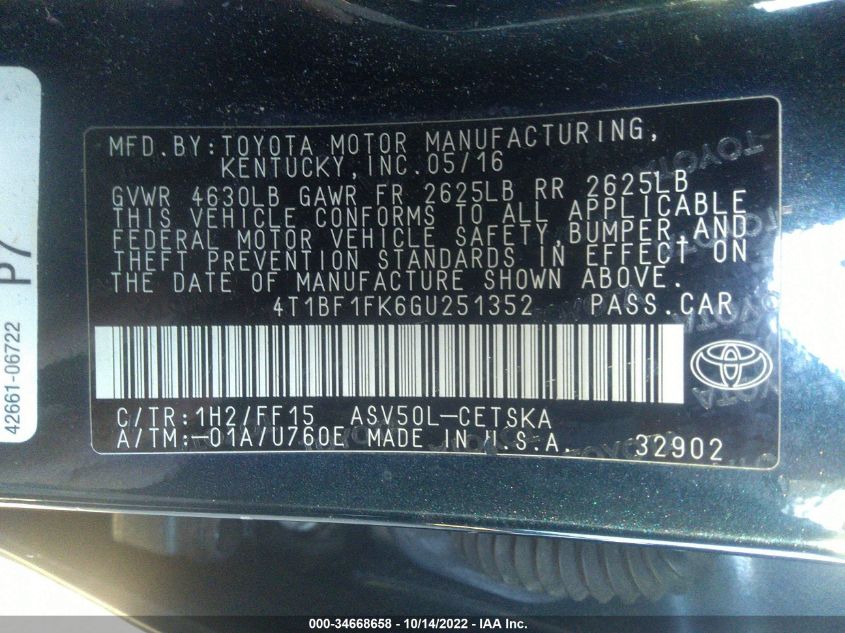 MFD.BY:TOYOTA MOTOR MANUFACTURING,
KENTUCKY,INC.05/16
GVWR 4630LB GAWR FR 2625LB RR 2625LB
THIS VEHICLE CONFORMS TO ALL APPLICABLE
FEDERAL MOTOR VEHICLE SAFETY,BUMPER,AND
THEFT PREVENTION STANDARDS IN EFFECT ON
THE DATE OF MANUFACTURE SHOWN ABOVE.
4T1BF1FK6GU251352 PASS.CAR
C/TR:1H2/FF15 ASV50L-CETSKA
A/TM:-01A/U760E MADE IN U.S.A. 32902
42661-06722 P7
TOYOTA
000-34668658 - 10/14/2022 - IAA Inc.